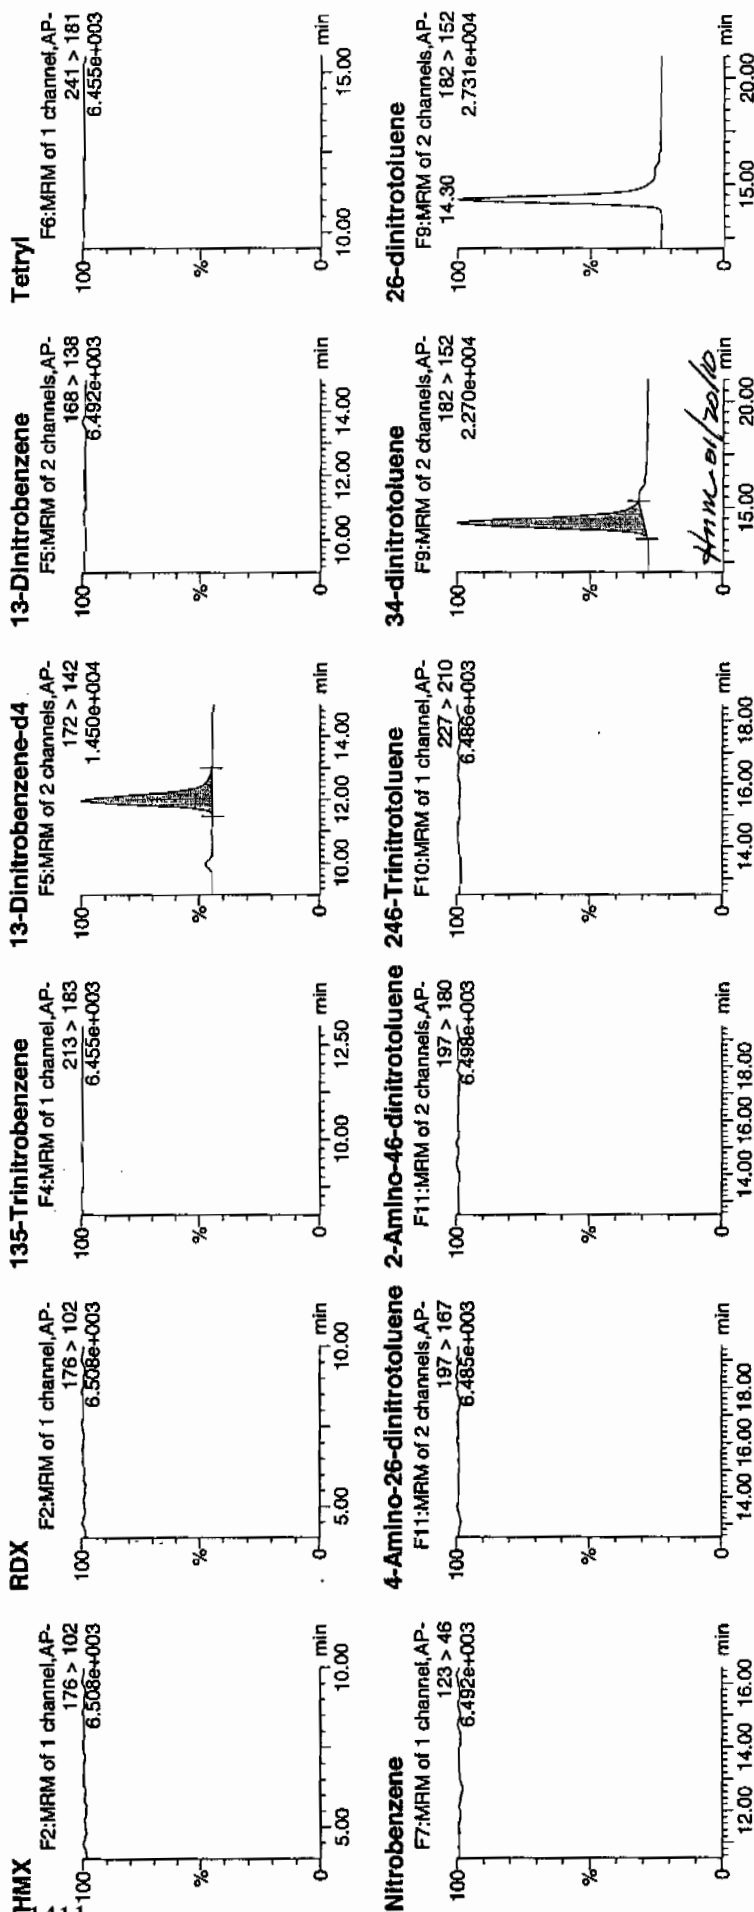 HMX
F2:MRM of 1 channel,AP-
176 > 102
6.508e+003
100
%
0
5.00 10.00 min
RDX
F2:MRM of 1 channel,AP-
176 > 102
6.508e+003
100
%
0
5.00 10.00 min
135-Trinitrobenzene
F4:MRM of 1 channel,AP-
213 > 183
6.455e+003
100
%
0
10.00 12.50 min
13-Dinitrobenzene-d4
F5:MRM of 2 channels,AP-
172 > 142
1.450e+004
100
%
0
10.00 12.00 14.00 min
13-Dinitrobenzene
F5:MRM of 2 channels,AP-
168 > 138
6.492e+003
100
%
0
10.00 12.00 14.00 min
Tetryl
F6:MRM of 1 channel,AP-
241 > 181
6.455e+003
100
%
0
10.00 15.00 min
Nitrobenzene
F7:MRM of 1 channel,AP-
123 > 46
6.492e+003
100
%
0
12.00 14.00 16.00 min
4-Amino-26-dinitrotoluene
F11:MRM of 2 channels,AP-
197 > 167
6.485e+003
100
%
0
14.00 16.00 18.00 min
2-Amino-46-dinitrotoluene
F11:MRM of 2 channels,AP-
197 > 180
6.498e+003
100
%
0
14.00 16.00 18.00 min
246-Trinitrotoluene
F10:MRM of 1 channel,AP-
227 > 210
6.486e+003
100
%
0
14.00 16.00 18.00 min
34-dinitrotoluene
F9:MRM of 2 channels,AP-
182 > 152
2.270e+004
100
%
0
15.00 20.00 min
01/20/10
26-dinitrotoluene
F9:MRM of 2 channels,AP-
14.30 182 > 152
2.731e+004
100
%
0
15.00 20.00 min